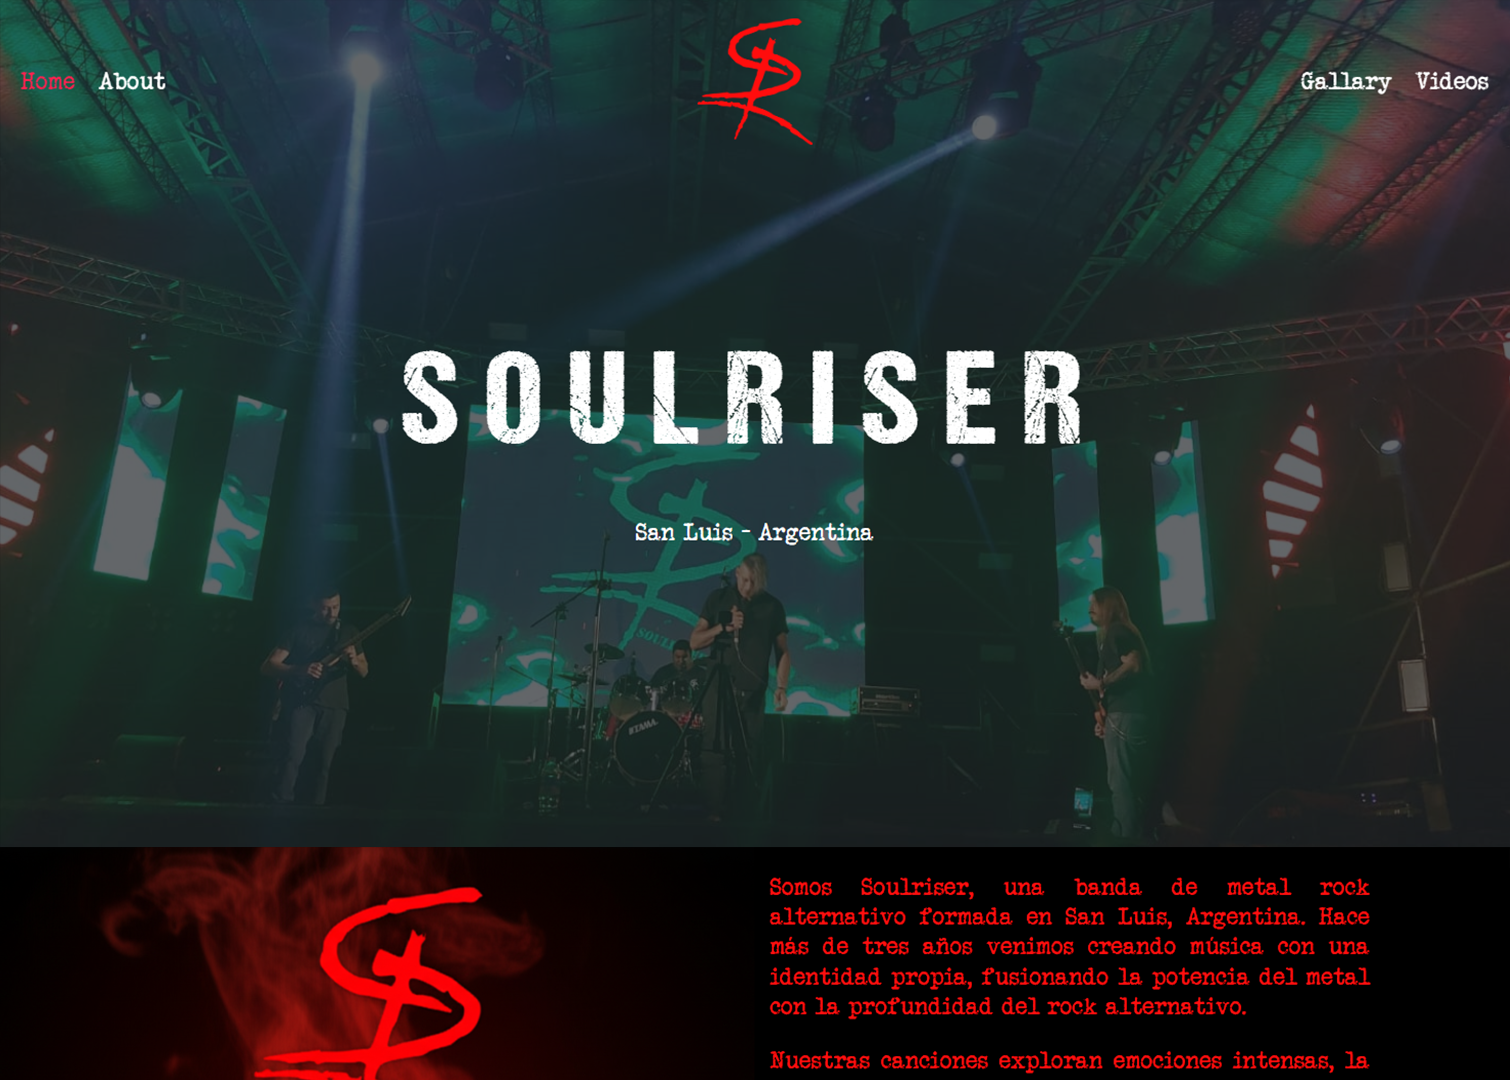 Home About
Gallary Videos
SOULRISER
San Luis - Argentina
TAMA
Somos Soulriser, una banda de metal rock
alternativo formada en San Luis, Argentina. Hace
más de tres años venimos creando música con una
identidad propia, fusionando la potencia del metal
con la profundidad del rock alternativo.
Nuestras canciones exploran emociones intensas, la